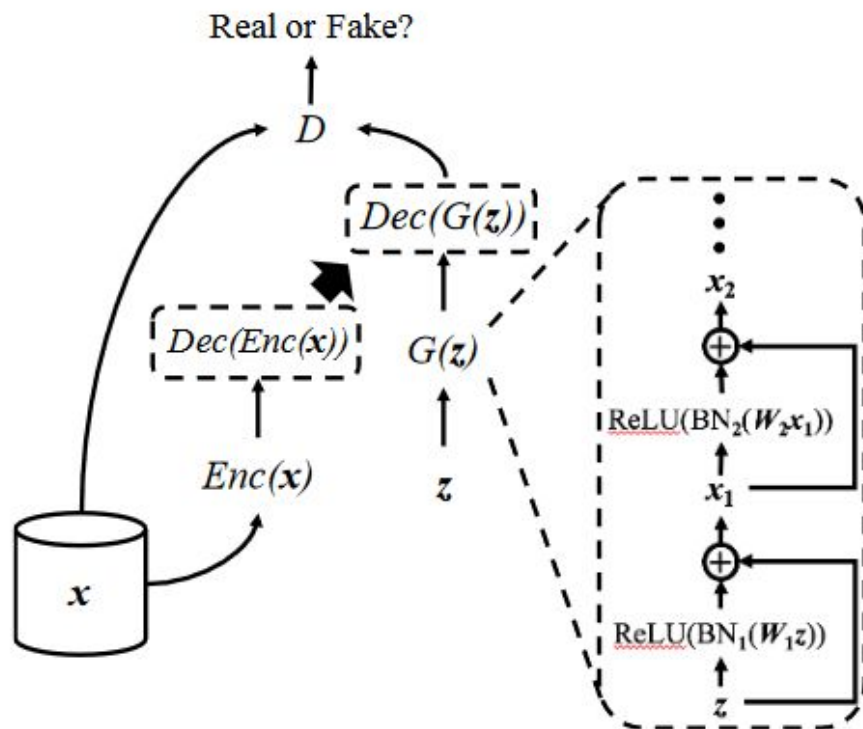 Real or Fake?
D
Dec(G(z))
Dec(Enc(x))
G(z)
Enc(x)
z
x
x₂
ReLU(BN₂(W₂x₁))
x₁
ReLU(BN₁(W₁z))
z